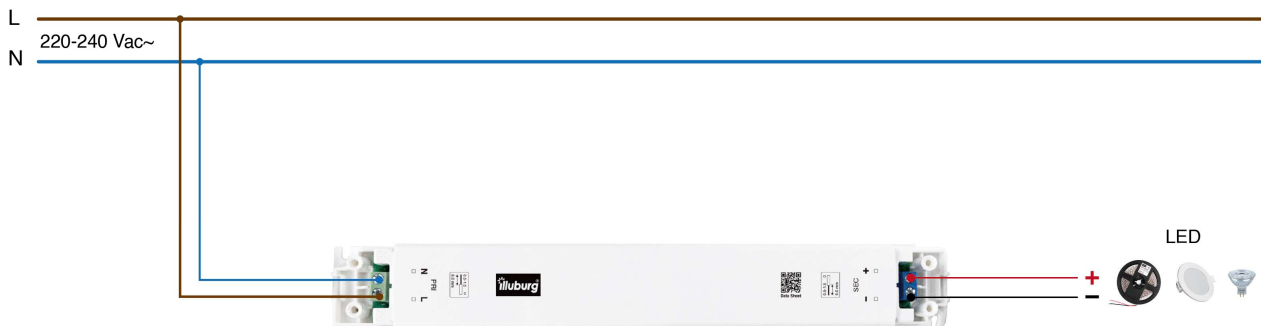 L
220-240 Vac~
N
LED
N
PRI
L
illuburg
Data Sheet
+
SEC
−
+
−